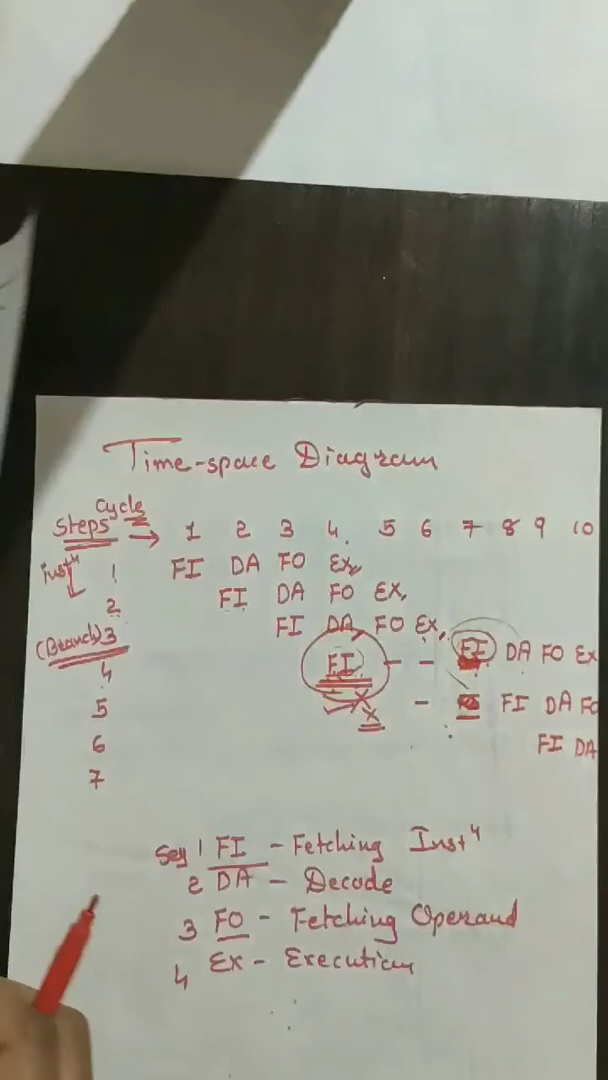 Time-space Diagram
Cycle
Steps → 1 2 3 4 5 6 7 8 9 10
Inst 1 FI DA FO EX
2 FI DA FO EX
(Branch) 3 FI DA FO EX
4 FI - - FI DA FO EX
5 X - FI DA FO
6 FI DA
7
Seg 1 FI - Fetching Inst
2 DA - Decode
3 FO - Fetching Operand
4 EX - Execution